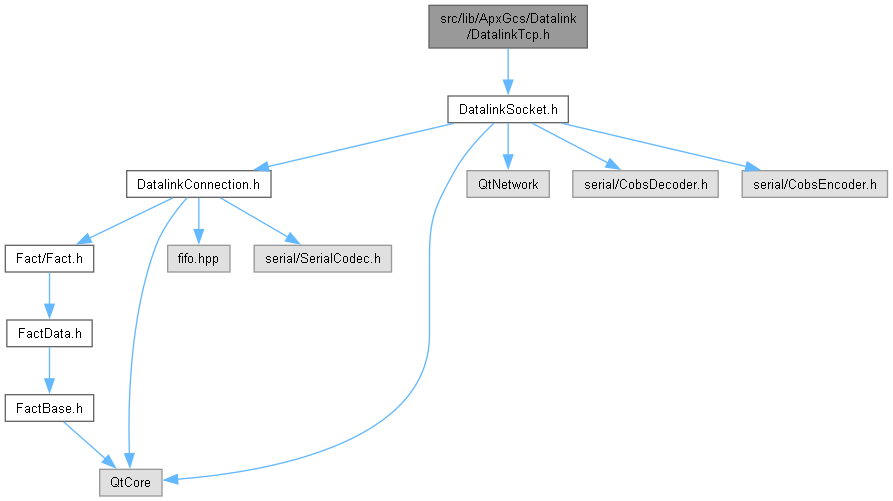 src/lib/ApxGcs/Datalink
/DatalinkTcp.h
DatalinkSocket.h
DatalinkConnection.h
QtNetwork
serial/CobsDecoder.h
serial/CobsEncoder.h
Fact/Fact.h
fifo.hpp
serial/SerialCodec.h
FactData.h
FactBase.h
QtCore